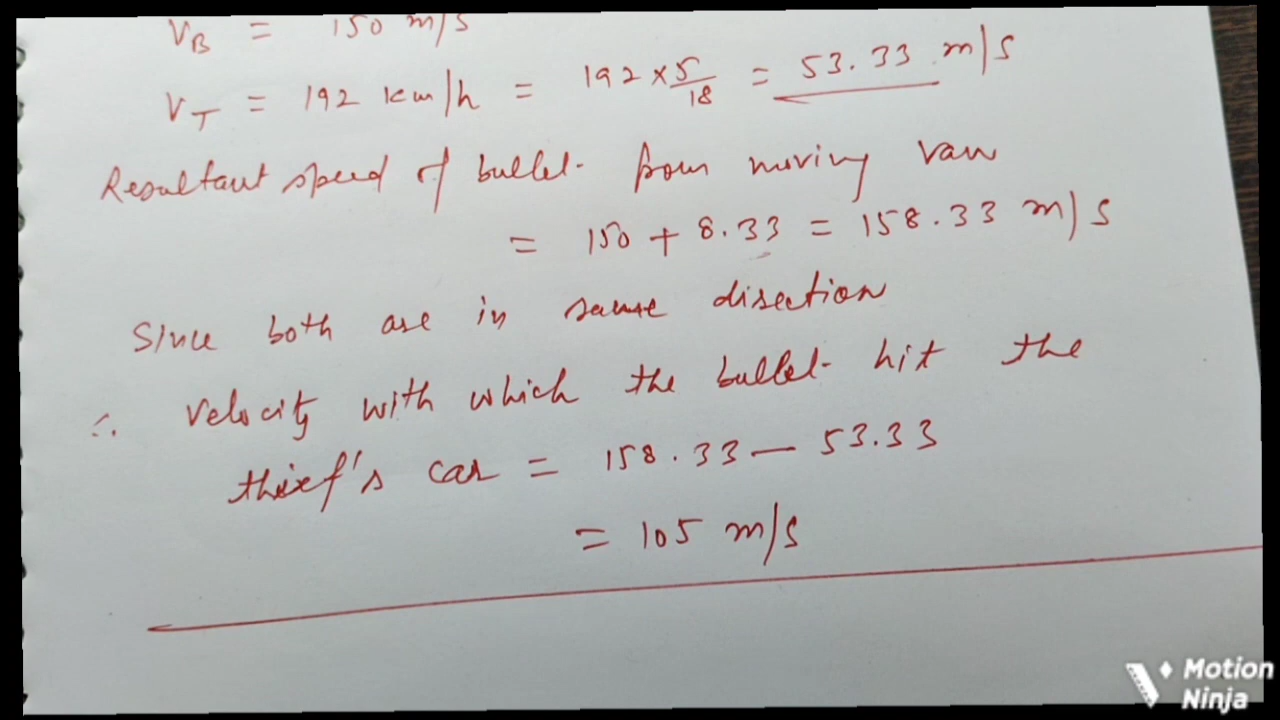 V_B = 150 m/s
V_T = 192 km/h = 192 × 5/18 = 53.33 m/s
Resultant speed of bullet from moving van
= 150 + 8.33 = 158.33 m/s
Since both are in same direction
∴ Velocity with which the bullet hit the
thief's car = 158.33 — 53.33
= 105 m/s
Motion
Ninja